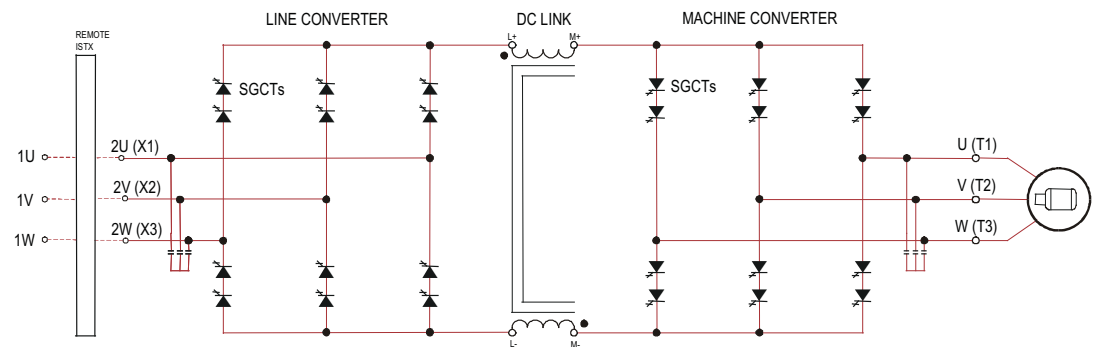 LINE CONVERTER
DC LINK
MACHINE CONVERTER
REMOTE
ISTX
L+
M+
SGCTs
SGCTs
1U
2U (X1)
U (T1)
1V
2V (X2)
V (T2)
1W
2W (X3)
W (T3)
L-
M-